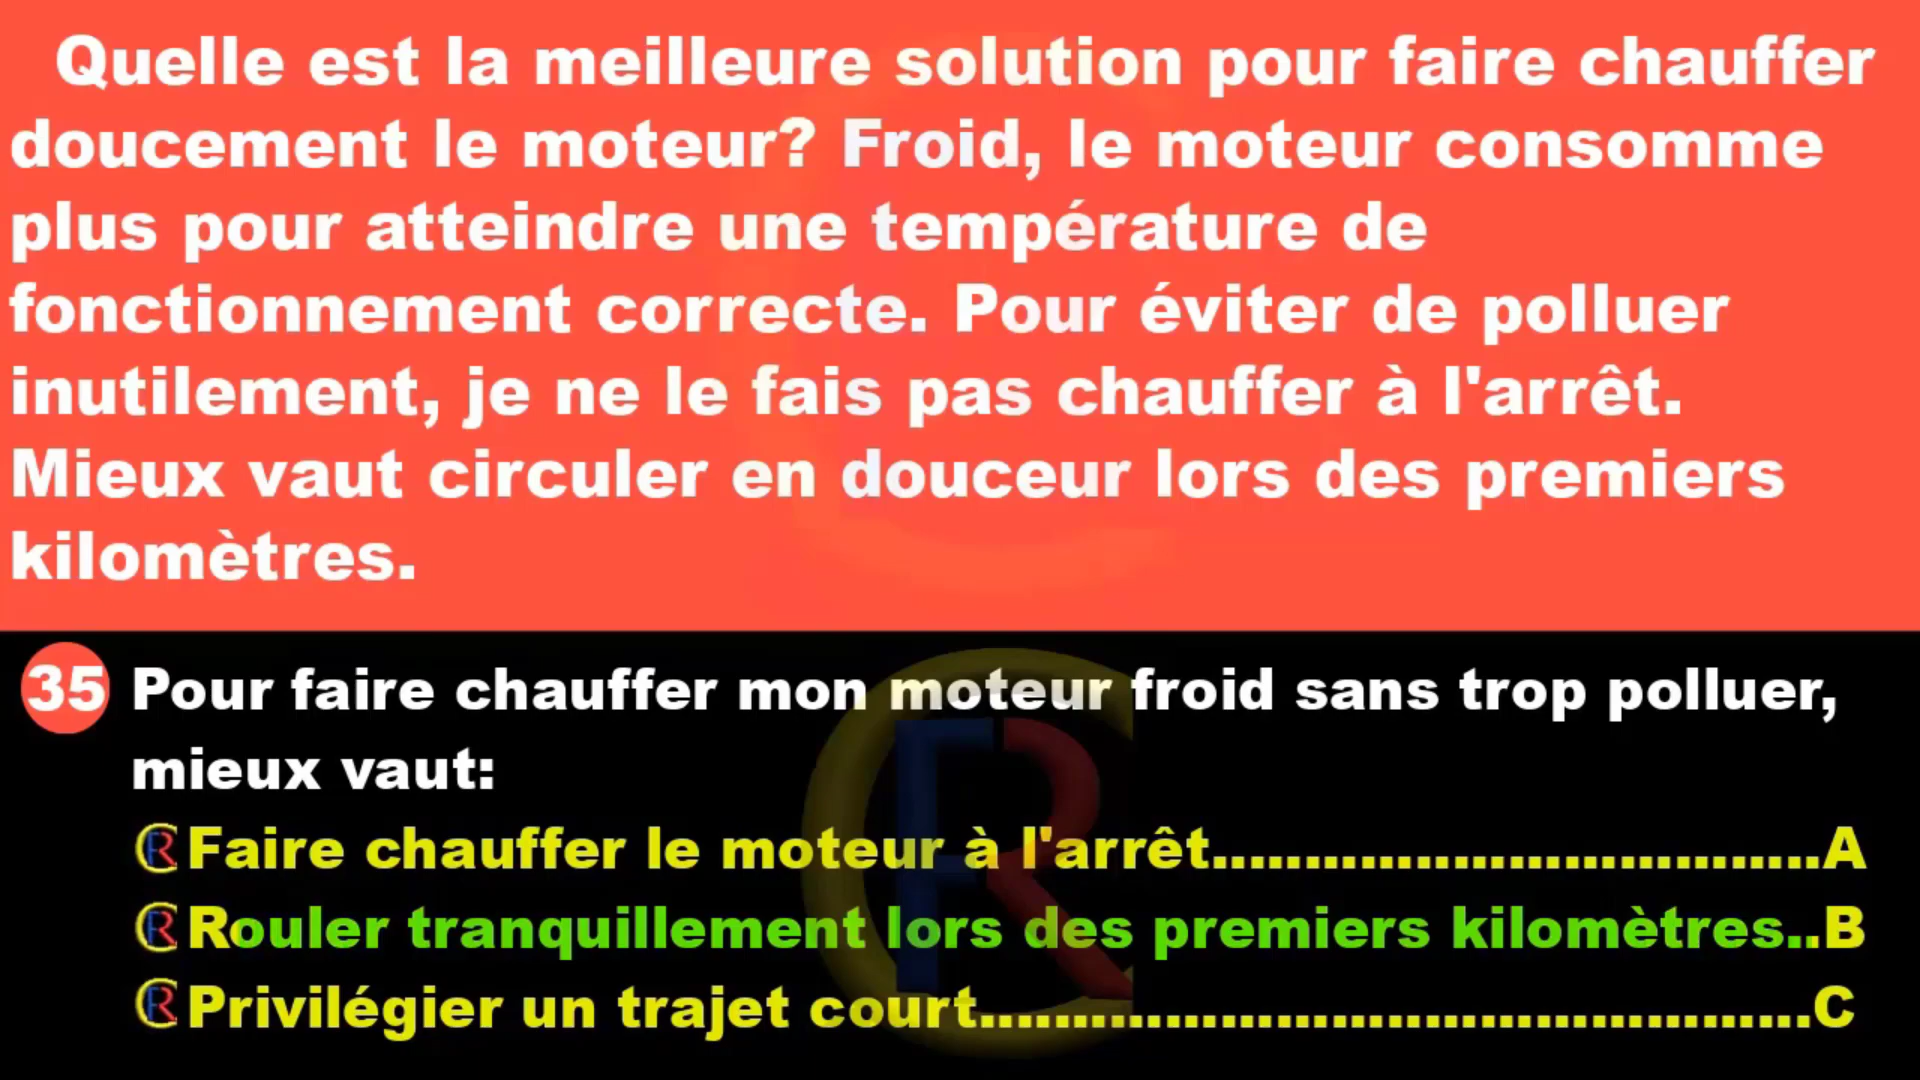 Quelle est la meilleure solution pour faire chauffer
doucement le moteur? Froid, le moteur consomme
plus pour atteindre une température de
fonctionnement correcte. Pour éviter de polluer
inutilement, je ne le fais pas chauffer à l'arrêt.
Mieux vaut circuler en douceur lors des premiers
kilomètres.
35 Pour faire chauffer mon moteur froid sans trop polluer,
mieux vaut:
Faire chauffer le moteur à l'arrêt.................................A
Rouler tranquillement lors des premiers kilomètres..B
Privilégier un trajet court.............................................C